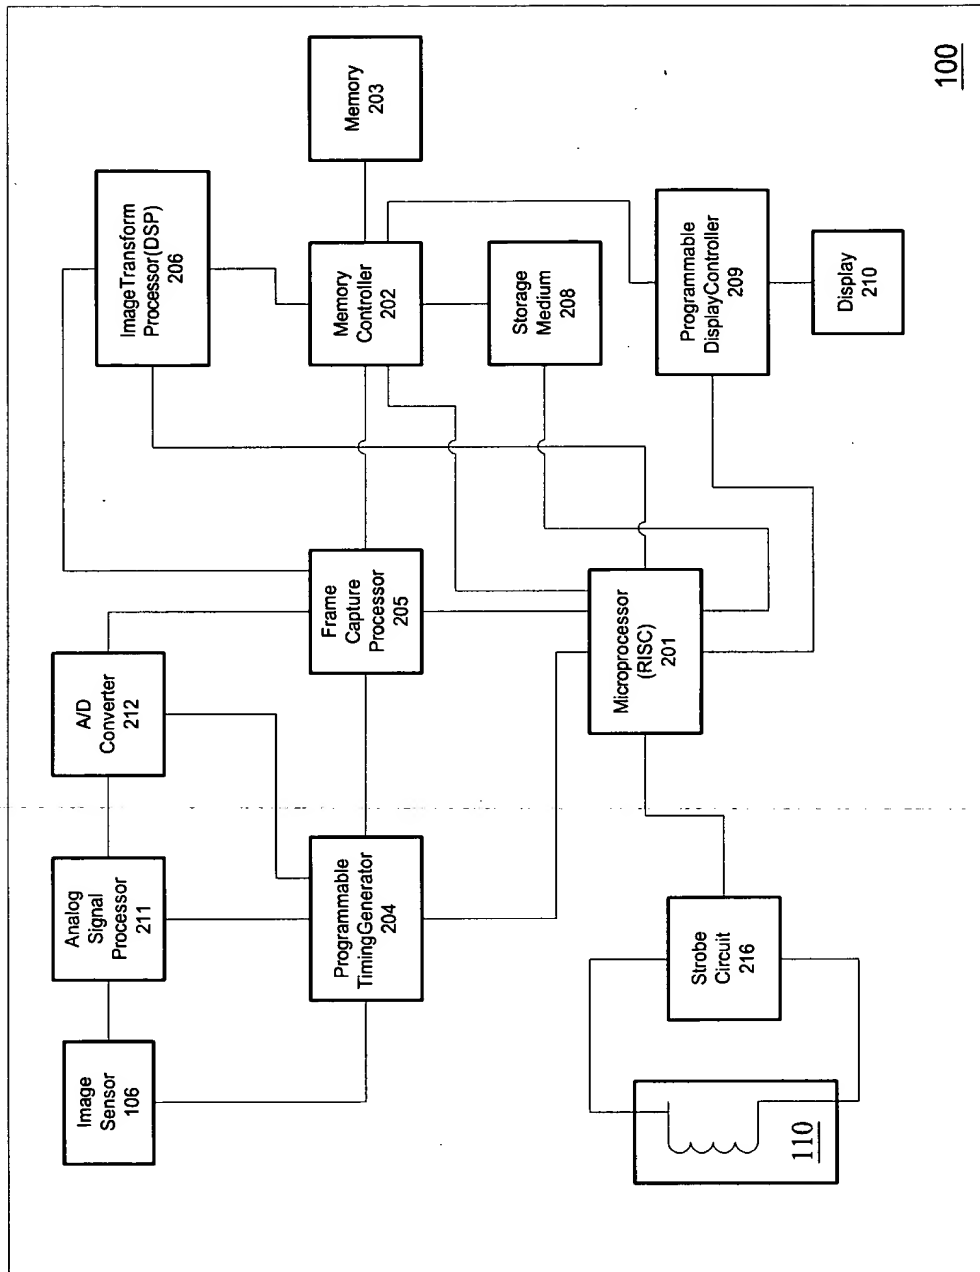 Image
Sensor
106
Analog
Signal
Processor
211
A/D
Converter
212
ImageTransform
Processor(DSP)
206
Programmable
TimingGenerator
204
Frame
Capture
Processor
205
Memory
Controller
202
Memory
203
Storage
Medium
208
Microprocessor
(RISC)
201
Programmable
DisplayController
209
Display
210
Strobe
Circuit
216
110
100